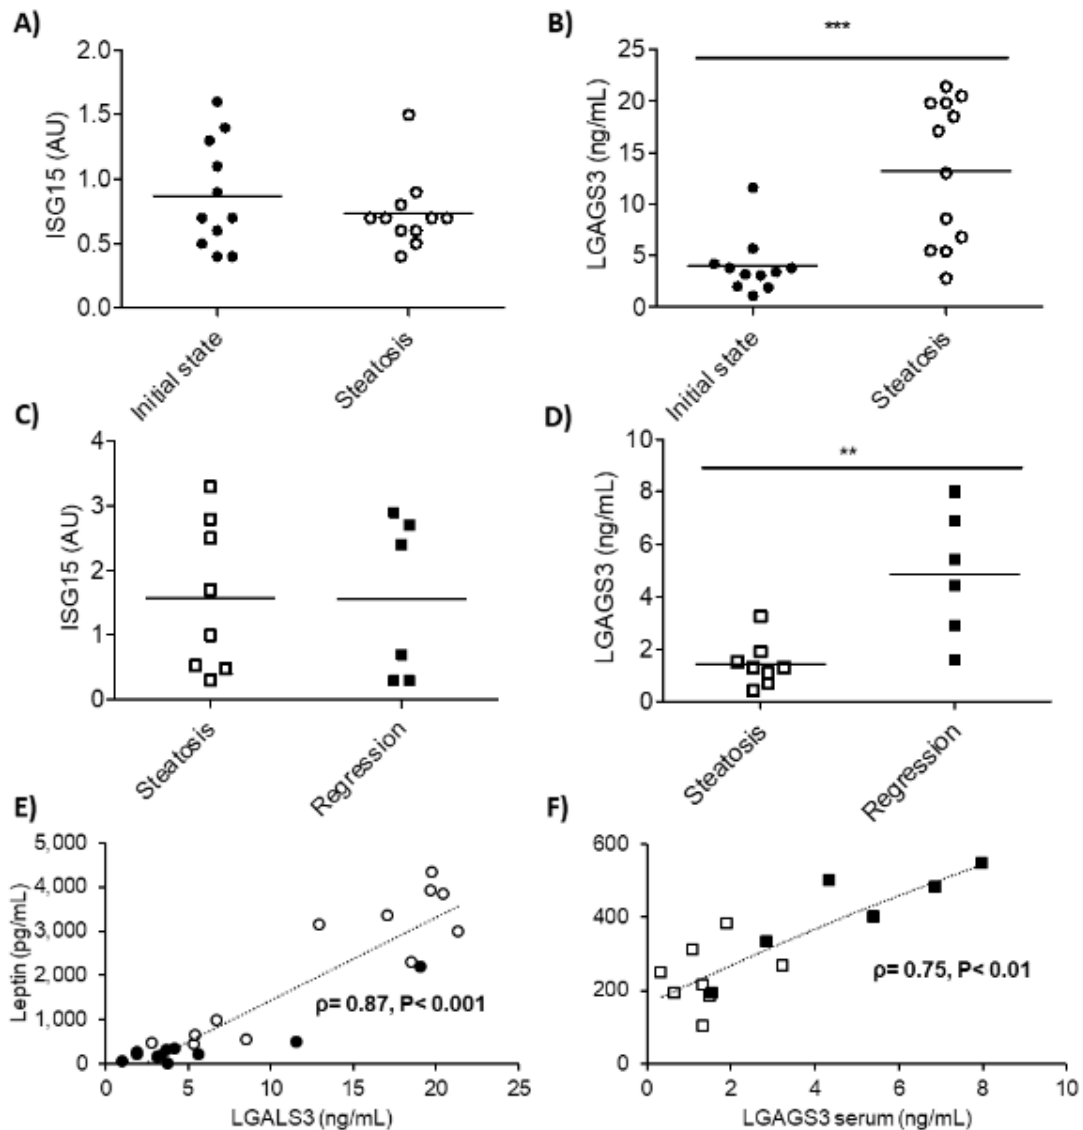 A)
ISG15 (AU)
2.0
1.5
1.0
0.5
0.0
Initial state
Steatosis
B)
***
LGAGS3 (ng/mL)
25
20
15
10
5
0
Initial state
Steatosis
C)
ISG15 (AU)
4
3
2
1
0
Steatosis
Regression
D)
**
LGAGS3 (ng/mL)
10
8
6
4
2
0
Steatosis
Regression
E)
Leptin (pg/mL)
5,000
4,000
3,000
2,000
1,000
0
ρ= 0.87, P< 0.001
0 5 10 15 20 25
LGALS3 (ng/mL)
F)
600
400
200
0
ρ= 0.75, P< 0.01
0 2 4 6 8 10
LGAGS3 serum (ng/mL)